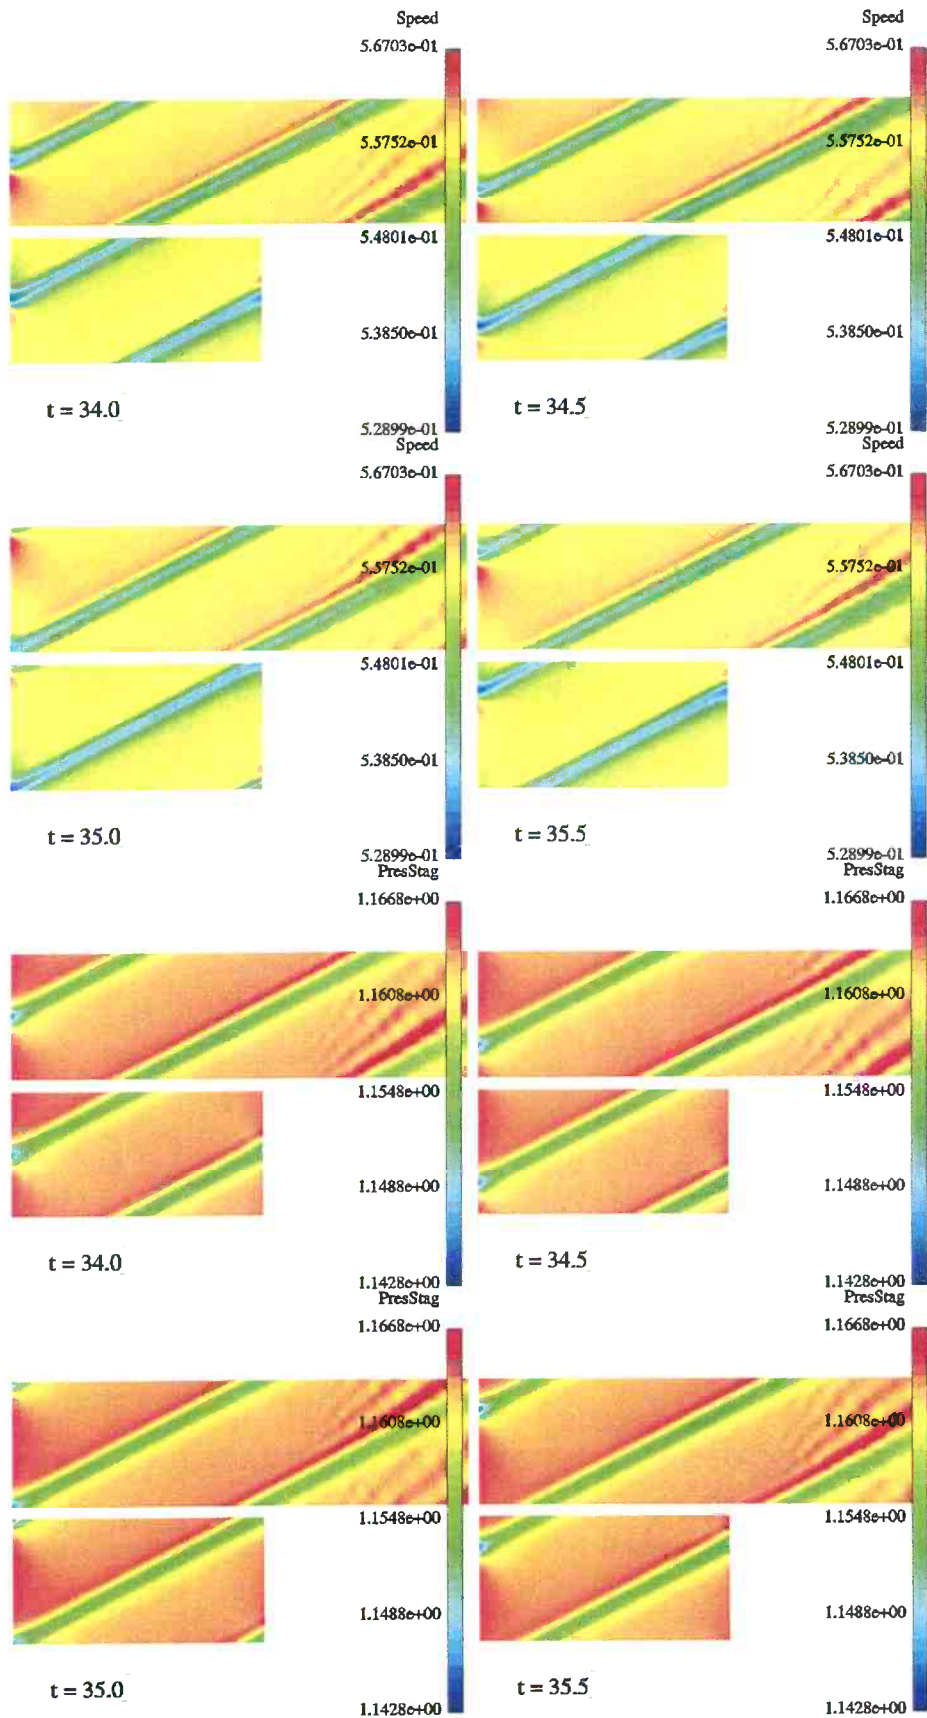 Speed
5.6703e-01
5.5752e-01
5.4801e-01
5.3850e-01
5.2899e-01
t = 34.0
Speed
5.6703e-01
5.5752e-01
5.4801e-01
5.3850e-01
5.2899e-01
t = 34.5
Speed
5.6703e-01
5.5752e-01
5.4801e-01
5.3850e-01
5.2899e-01
t = 35.0
Speed
5.6703e-01
5.5752e-01
5.4801e-01
5.3850e-01
5.2899e-01
t = 35.5
PresStag
1.1668e+00
1.1608e+00
1.1548e+00
1.1488e+00
1.1428e+00
t = 34.0
PresStag
1.1668e+00
1.1608e+00
1.1548e+00
1.1488e+00
1.1428e+00
t = 34.5
PresStag
1.1668e+00
1.1608e+00
1.1548e+00
1.1488e+00
1.1428e+00
t = 35.0
PresStag
1.1668e+00
1.1608e+00
1.1548e+00
1.1488e+00
1.1428e+00
t = 35.5